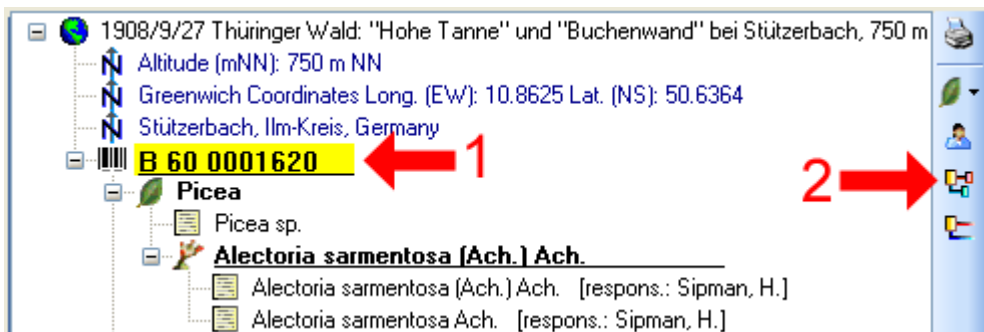 1908/9/27 Thüringer Wald: "Hohe Tanne" und "Buchenwand" bei Stützerbach, 750 m
Altitude (mNN): 750 m NN
Greenwich Coordinates Long. (EW): 10.8625 Lat. (NS): 50.6364
Stützerbach, Ilm-Kreis, Germany
B 60 0001620 1
Picea 2
Picea sp.
Alectoria sarmentosa (Ach.) Ach.
Alectoria sarmentosa (Ach.) Ach. [respons.: Sipman, H.]
Alectoria sarmentosa Ach. [respons.: Sipman, H.]